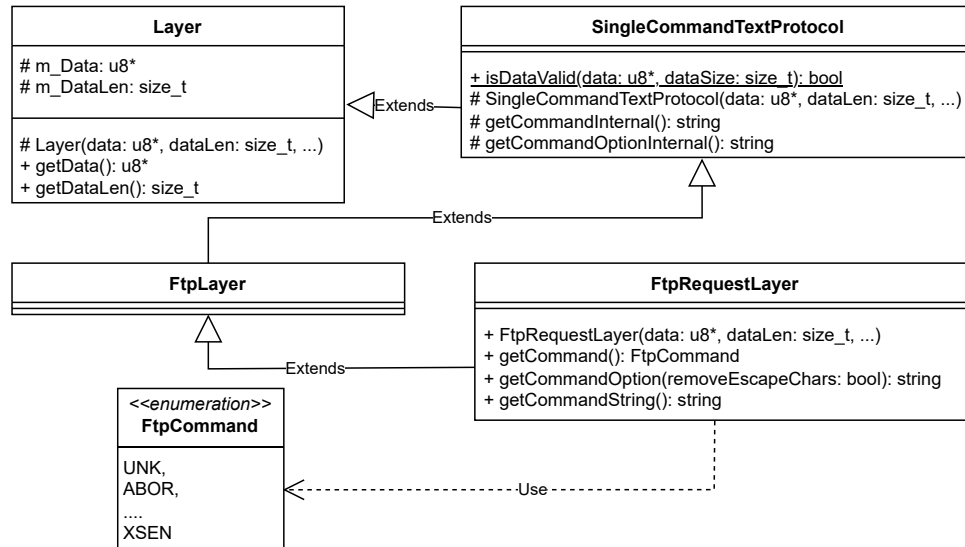 Layer
# m_Data: u8*
# m_DataLen: size_t
# Layer(data: u8*, dataLen: size_t, ...)
+ getData(): u8*
+ getDataLen(): size_t
Extends
SingleCommandTextProtocol
+ isDataValid(data: u8*, dataSize: size_t): bool
# SingleCommandTextProtocol(data: u8*, dataLen: size_t, ...)
# getCommandInternal(): string
# getCommandOptionInternal(): string
Extends
FtpLayer
FtpRequestLayer
+ FtpRequestLayer(data: u8*, dataLen: size_t, ...)
+ getCommand(): FtpCommand
+ getCommandOption(removeEscapeChars: bool): string
+ getCommandString(): string
Extends
<<enumeration>>
FtpCommand
UNK,
ABOR,
....
XSEN
Use